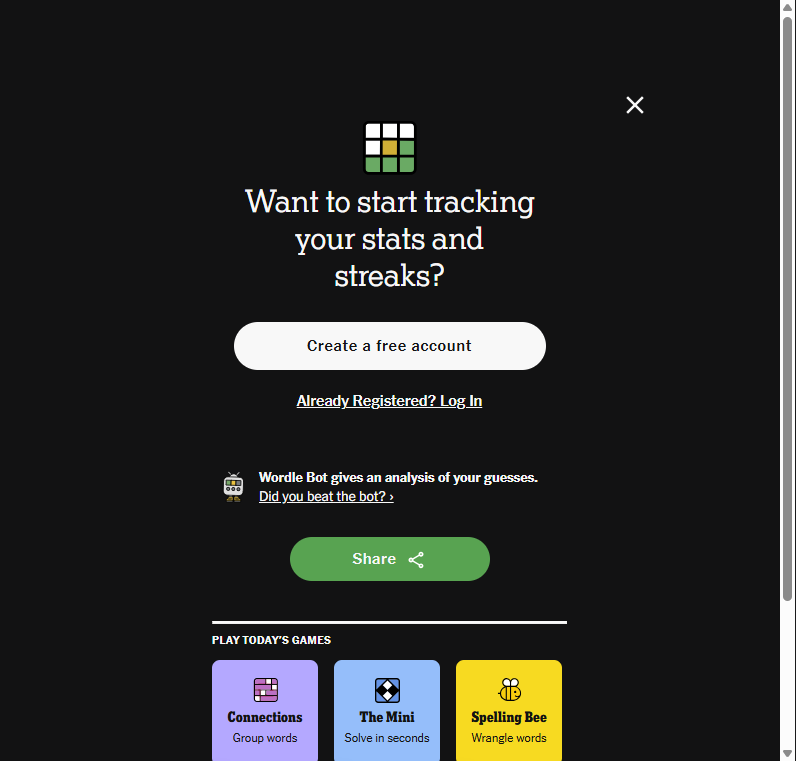 Want to start tracking
your stats and
streaks?
Create a free account
Already Registered? Log In
Wordle Bot gives an analysis of your guesses.
Did you beat the bot? ›
Share
PLAY TODAY'S GAMES
Connections
Group words
The Mini
Solve in seconds
Spelling Bee
Wrangle words